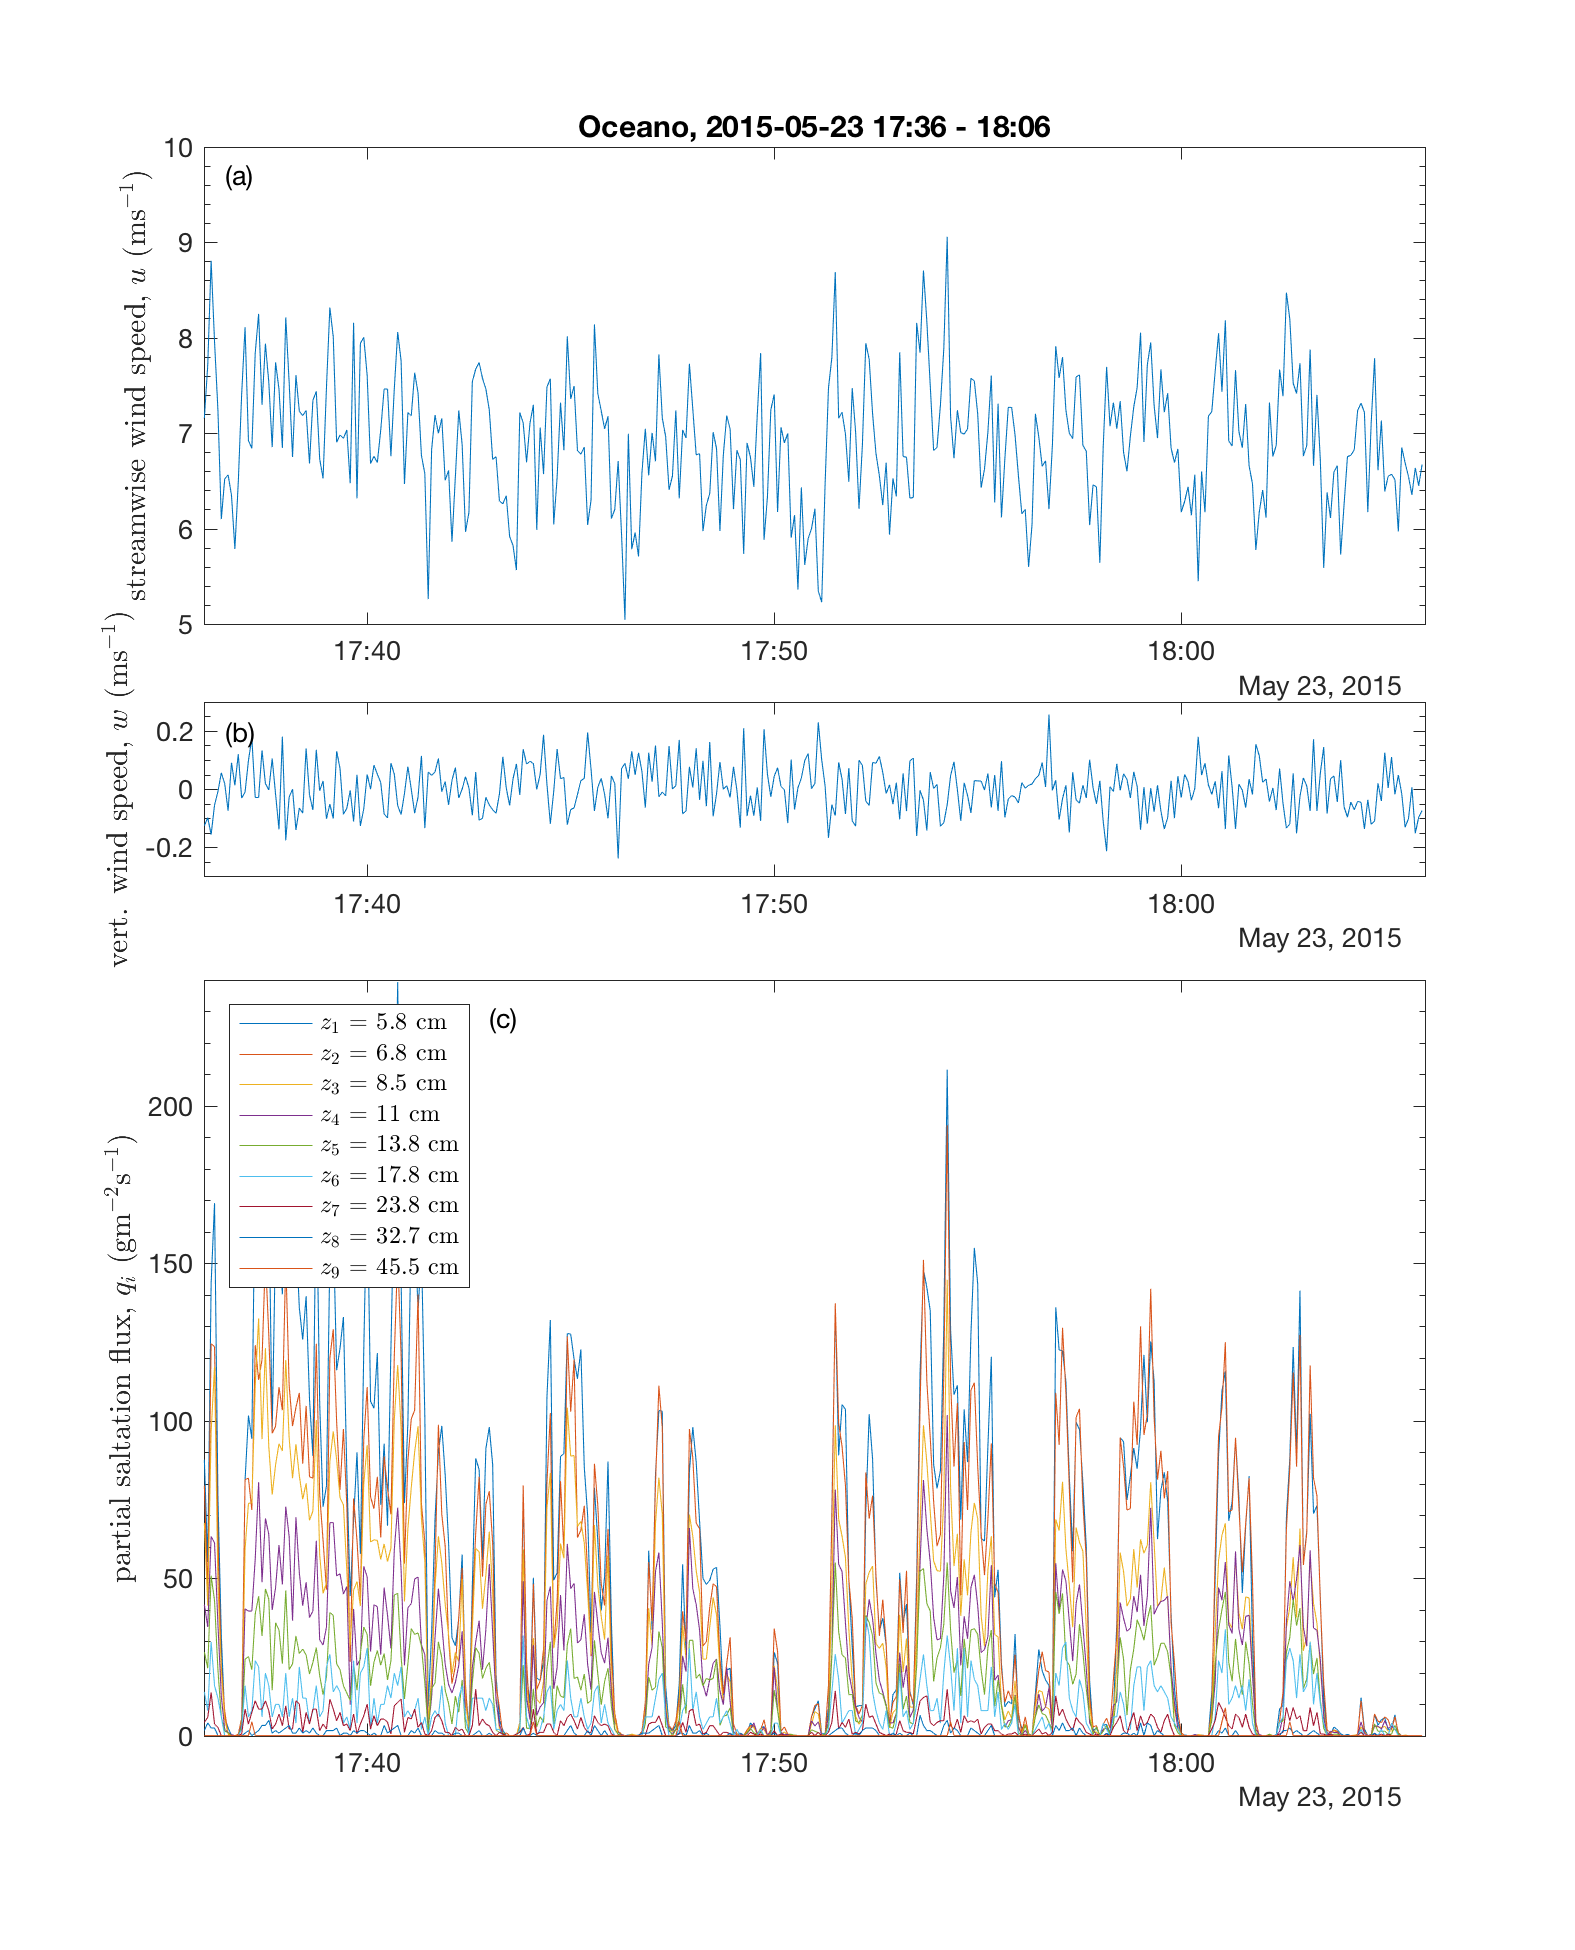 Oceano, 2015-05-23 17:36 - 18:06
(a)
streamwise wind speed, u (ms⁻¹)
10
9
8
7
6
5
17:40 17:50 18:00
May 23, 2015
(b)
vert. wind speed, w (ms⁻¹)
0.2
0
-0.2
17:40 17:50 18:00
May 23, 2015
(c)
partial saltation flux, qᵢ (gm⁻²s⁻¹)
200
150
100
50
0
z₁ = 5.8 cm
z₂ = 6.8 cm
z₃ = 8.5 cm
z₄ = 11 cm
z₅ = 13.8 cm
z₆ = 17.8 cm
z₇ = 23.8 cm
z₈ = 32.7 cm
z₉ = 45.5 cm
17:40 17:50 18:00
May 23, 2015